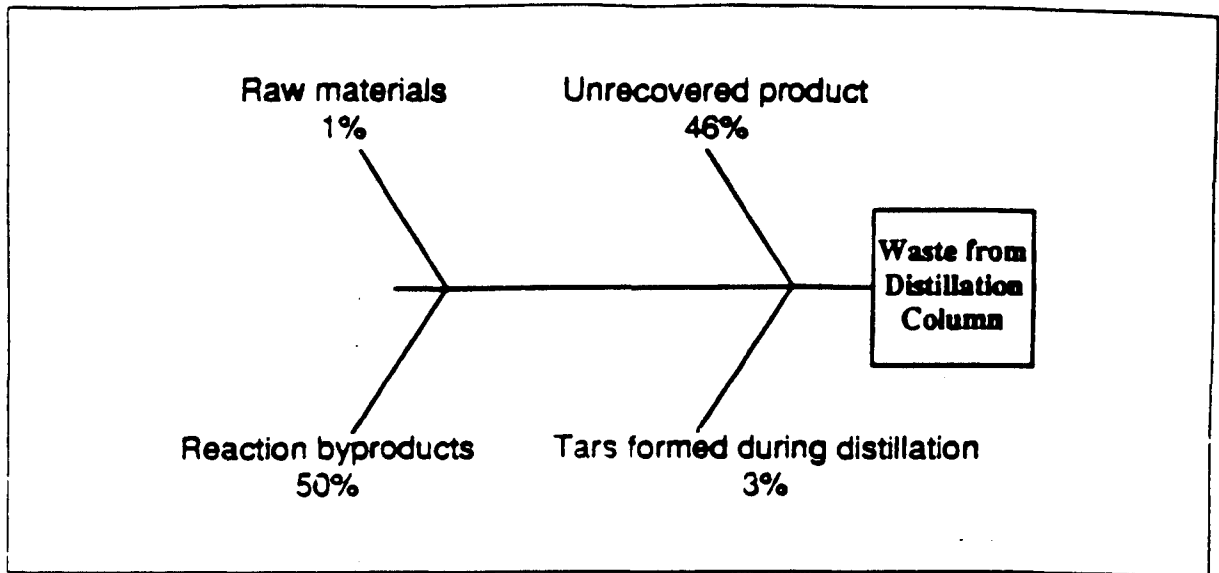 Raw materials
1%
Unrecovered product
46%
Waste from
Distillation
Column
Reaction byproducts
50%
Tars formed during distillation
3%